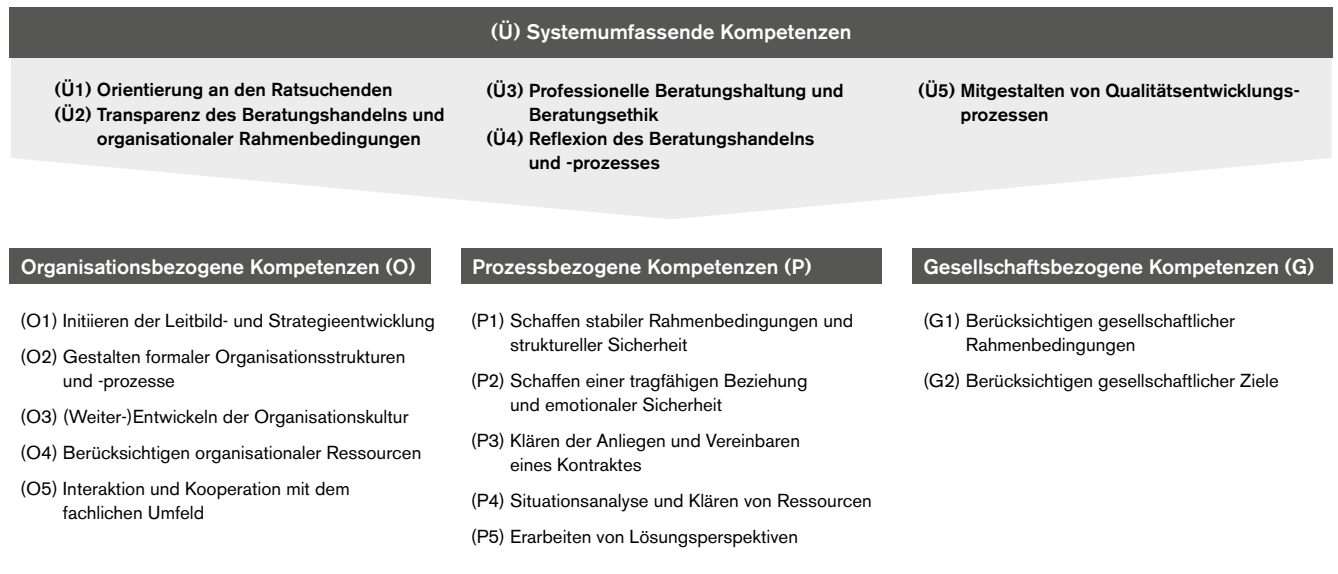 (Ü) Systemumfassende Kompetenzen
(Ü1) Orientierung an den Ratsuchenden
(Ü2) Transparenz des Beratungshandelns und
organisationaler Rahmenbedingungen
(Ü3) Professionelle Beratungshaltung und
Beratungsethik
(Ü4) Reflexion des Beratungshandelns
und -prozesses
(Ü5) Mitgestalten von Qualitätsentwicklungs-
prozessen
Organisationsbezogene Kompetenzen (O)
(O1) Initiieren der Leitbild- und Strategieentwicklung
(O2) Gestalten formaler Organisationsstrukturen
und -prozesse
(O3) (Weiter-)Entwickeln der Organisationskultur
(O4) Berücksichtigen organisationaler Ressourcen
(O5) Interaktion und Kooperation mit dem
fachlichen Umfeld
Prozessbezogene Kompetenzen (P)
(P1) Schaffen stabiler Rahmenbedingungen und
struktureller Sicherheit
(P2) Schaffen einer tragfähigen Beziehung
und emotionaler Sicherheit
(P3) Klären der Anliegen und Vereinbaren
eines Kontraktes
(P4) Situationsanalyse und Klären von Ressourcen
(P5) Erarbeiten von Lösungsperspektiven
Gesellschaftsbezogene Kompetenzen (G)
(G1) Berücksichtigen gesellschaftlicher
Rahmenbedingungen
(G2) Berücksichtigen gesellschaftlicher Ziele